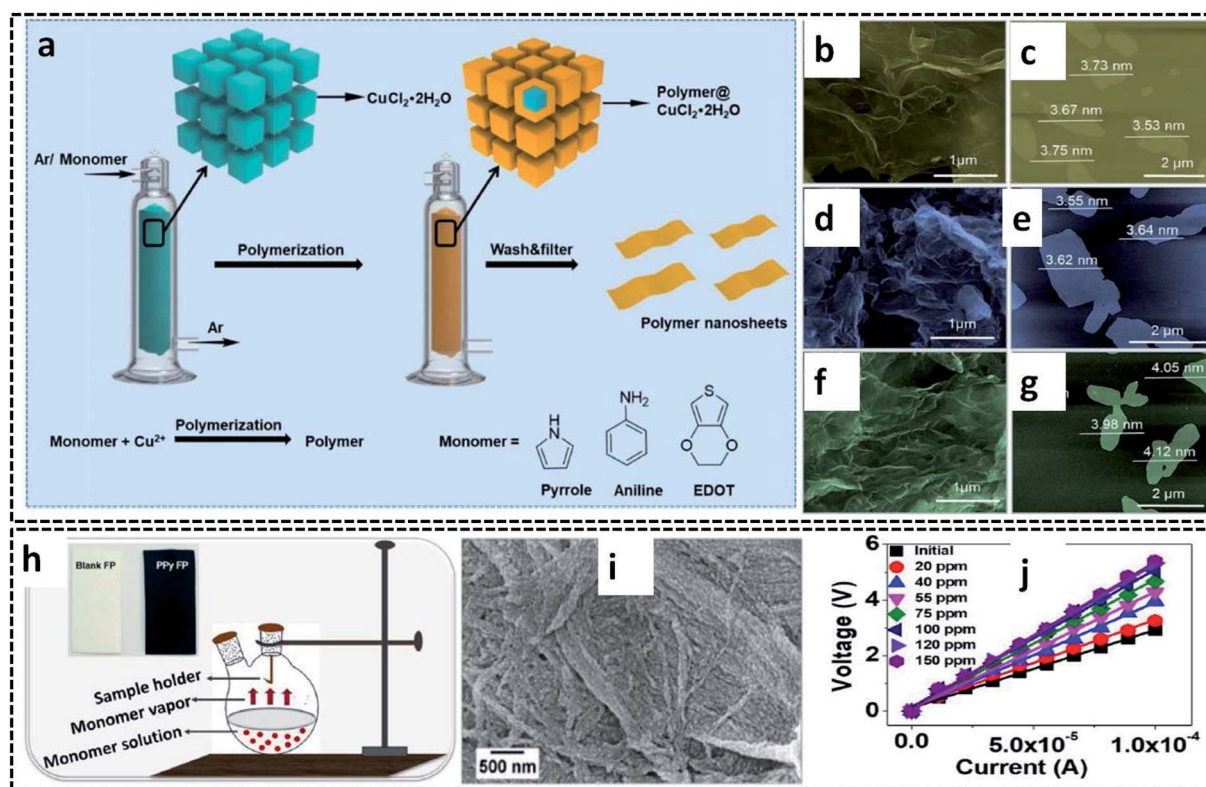 a
CuCl₂•2H₂O
Polymer@
CuCl₂•2H₂O
Ar/ Monomer
Polymerization
Wash&filter
Ar
Polymer nanosheets
Monomer + Cu²⁺
Polymerization
Polymer
Monomer =
H
N
NH₂
S
O
O
Pyrrole
Aniline
EDOT
b
1μm
c
3.73 nm
3.67 nm
3.53 nm
3.75 nm
2 μm
d
1μm
e
3.55 nm
3.64 nm
3.62 nm
2 μm
f
1μm
g
4.05 nm
3.98 nm
4.12 nm
2 μm
h
Blank FP
PPy FP
Sample holder
Monomer vapor
Monomer solution
i
500 nm
j
Voltage (V)
6
4
2
0
Initial
20 ppm
40 ppm
55 ppm
75 ppm
100 ppm
120 ppm
150 ppm
0.0
5.0x10⁻⁵
1.0x10⁻⁴
Current (A)